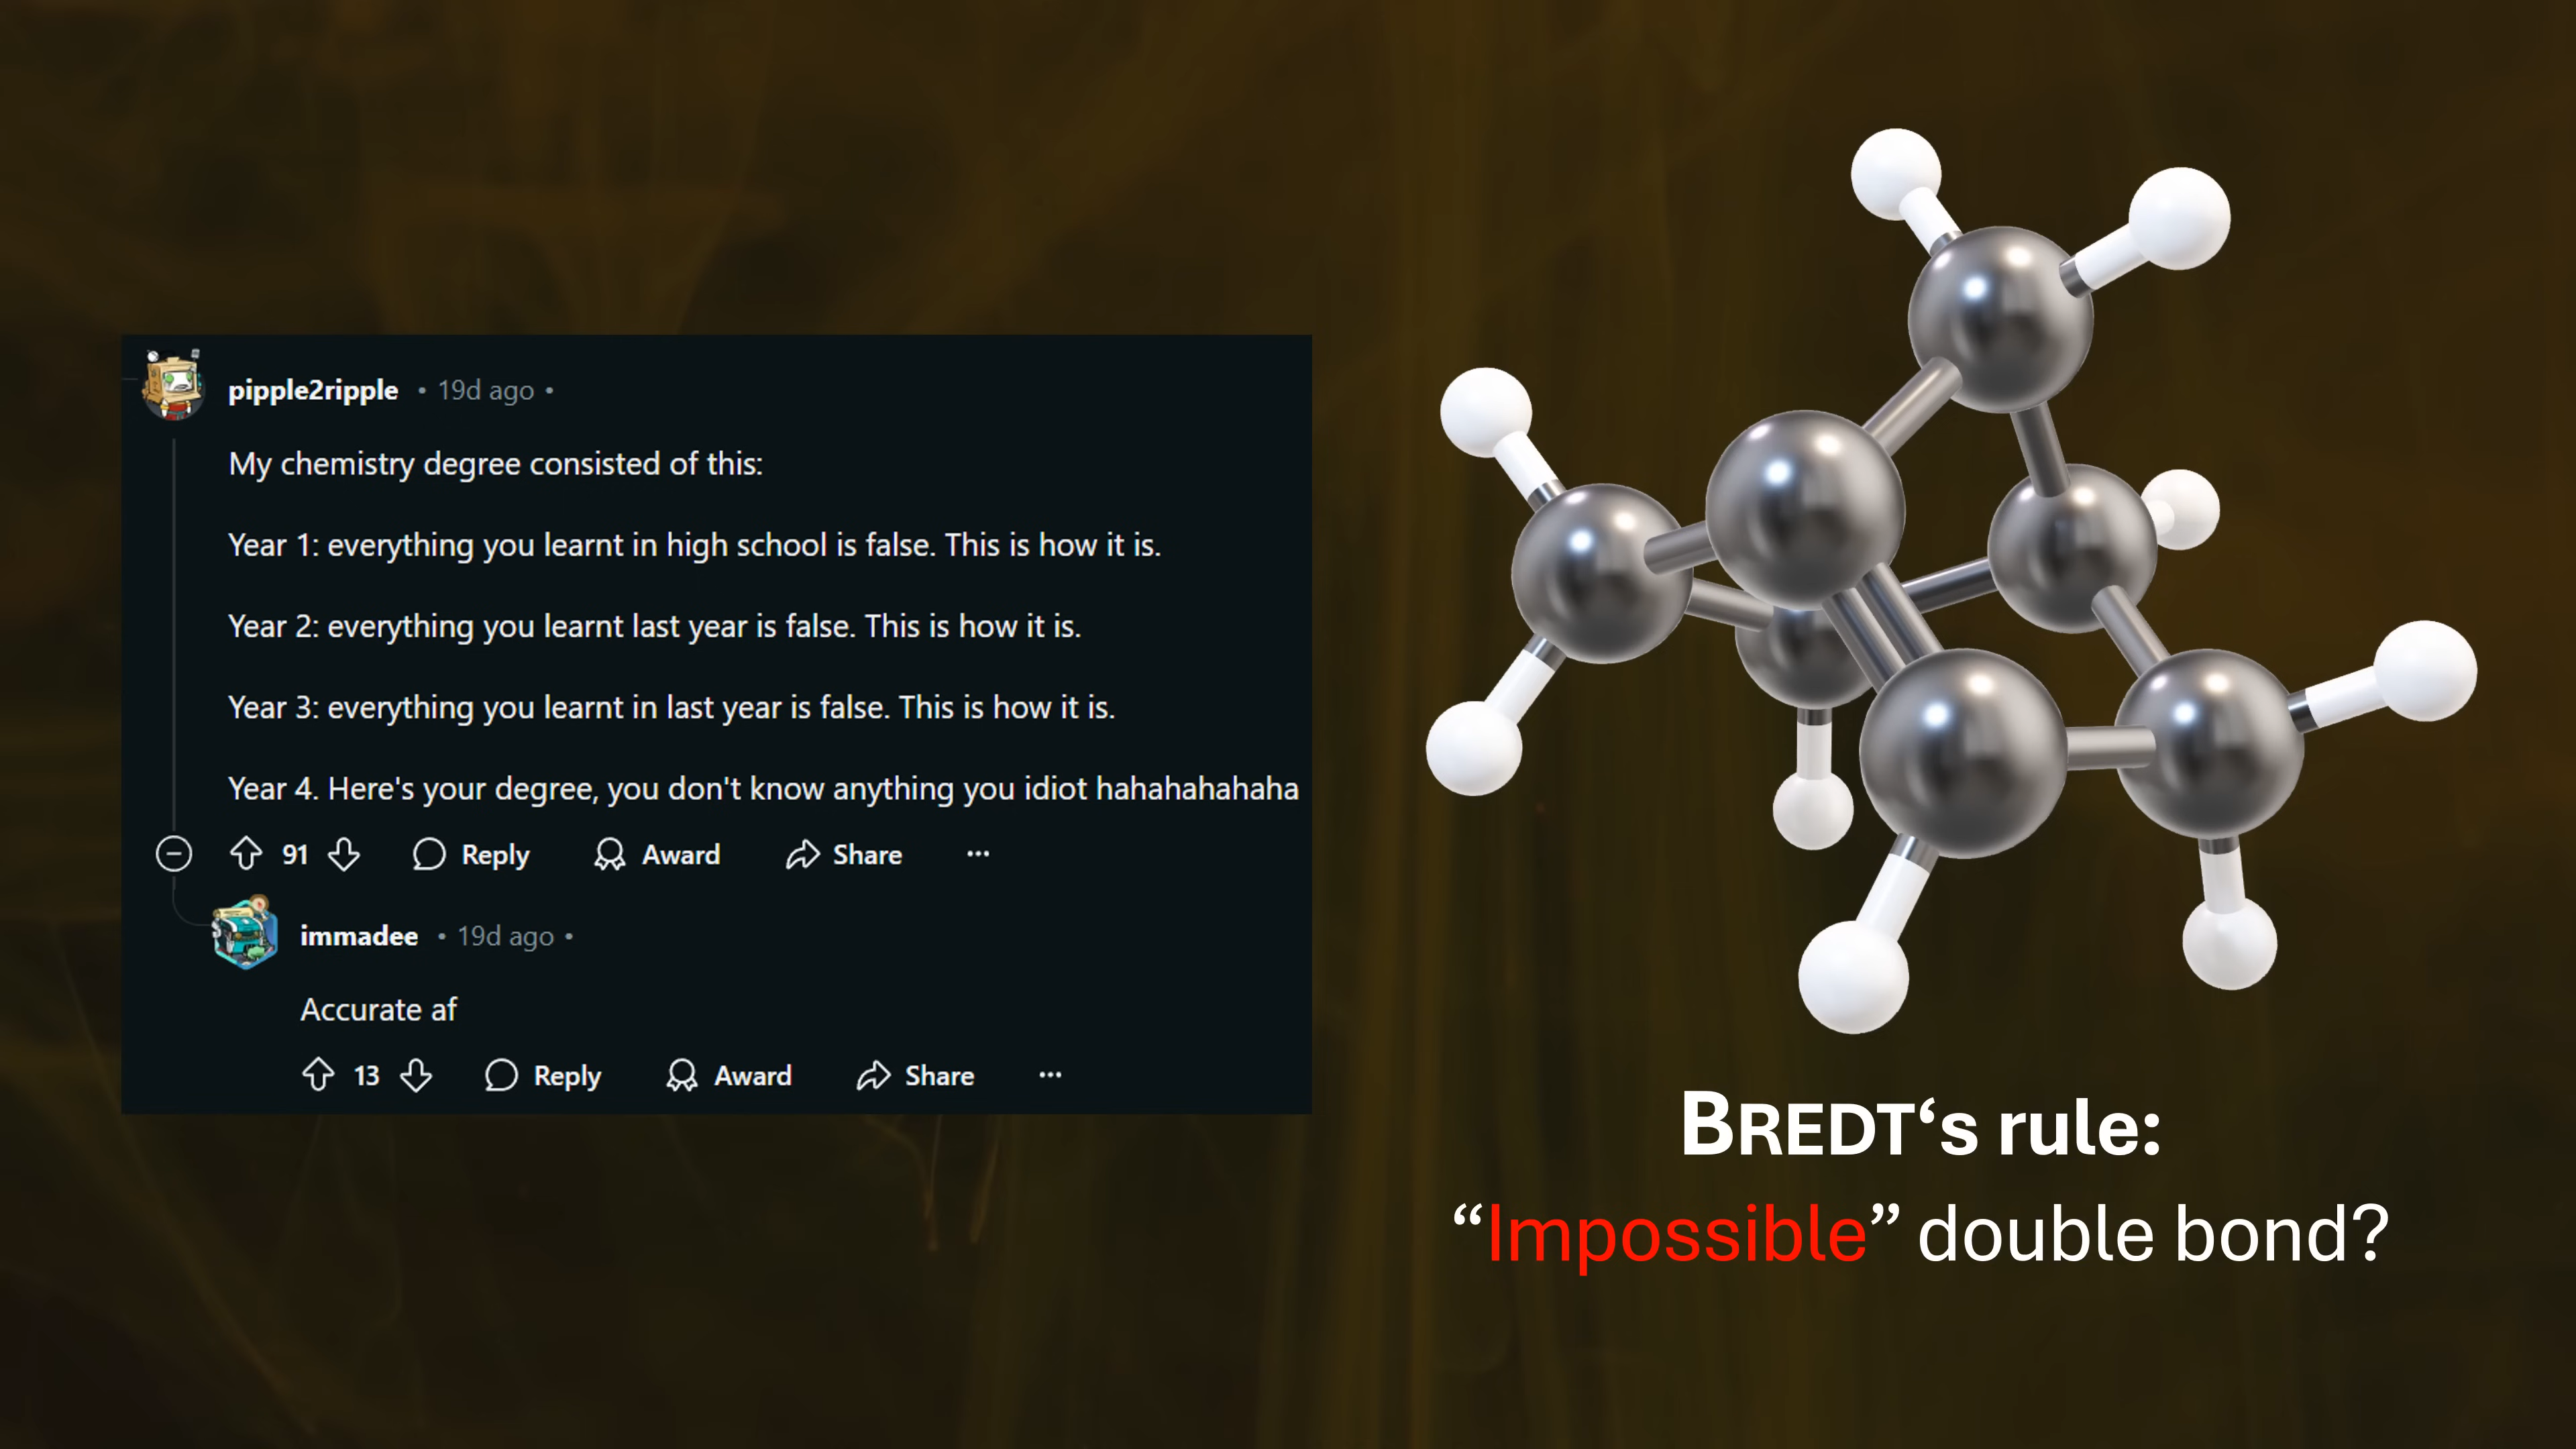 pipple2ripple • 19d ago •
My chemistry degree consisted of this:
Year 1: everything you learnt in high school is false. This is how it is.
Year 2: everything you learnt last year is false. This is how it is.
Year 3: everything you learnt in last year is false. This is how it is.
Year 4. Here's your degree, you don't know anything you idiot hahahahahaha
91 Reply Award Share ···
immadee • 19d ago •
Accurate af
13 Reply Award Share ···
BREDT‘s rule:
“Impossible” double bond?